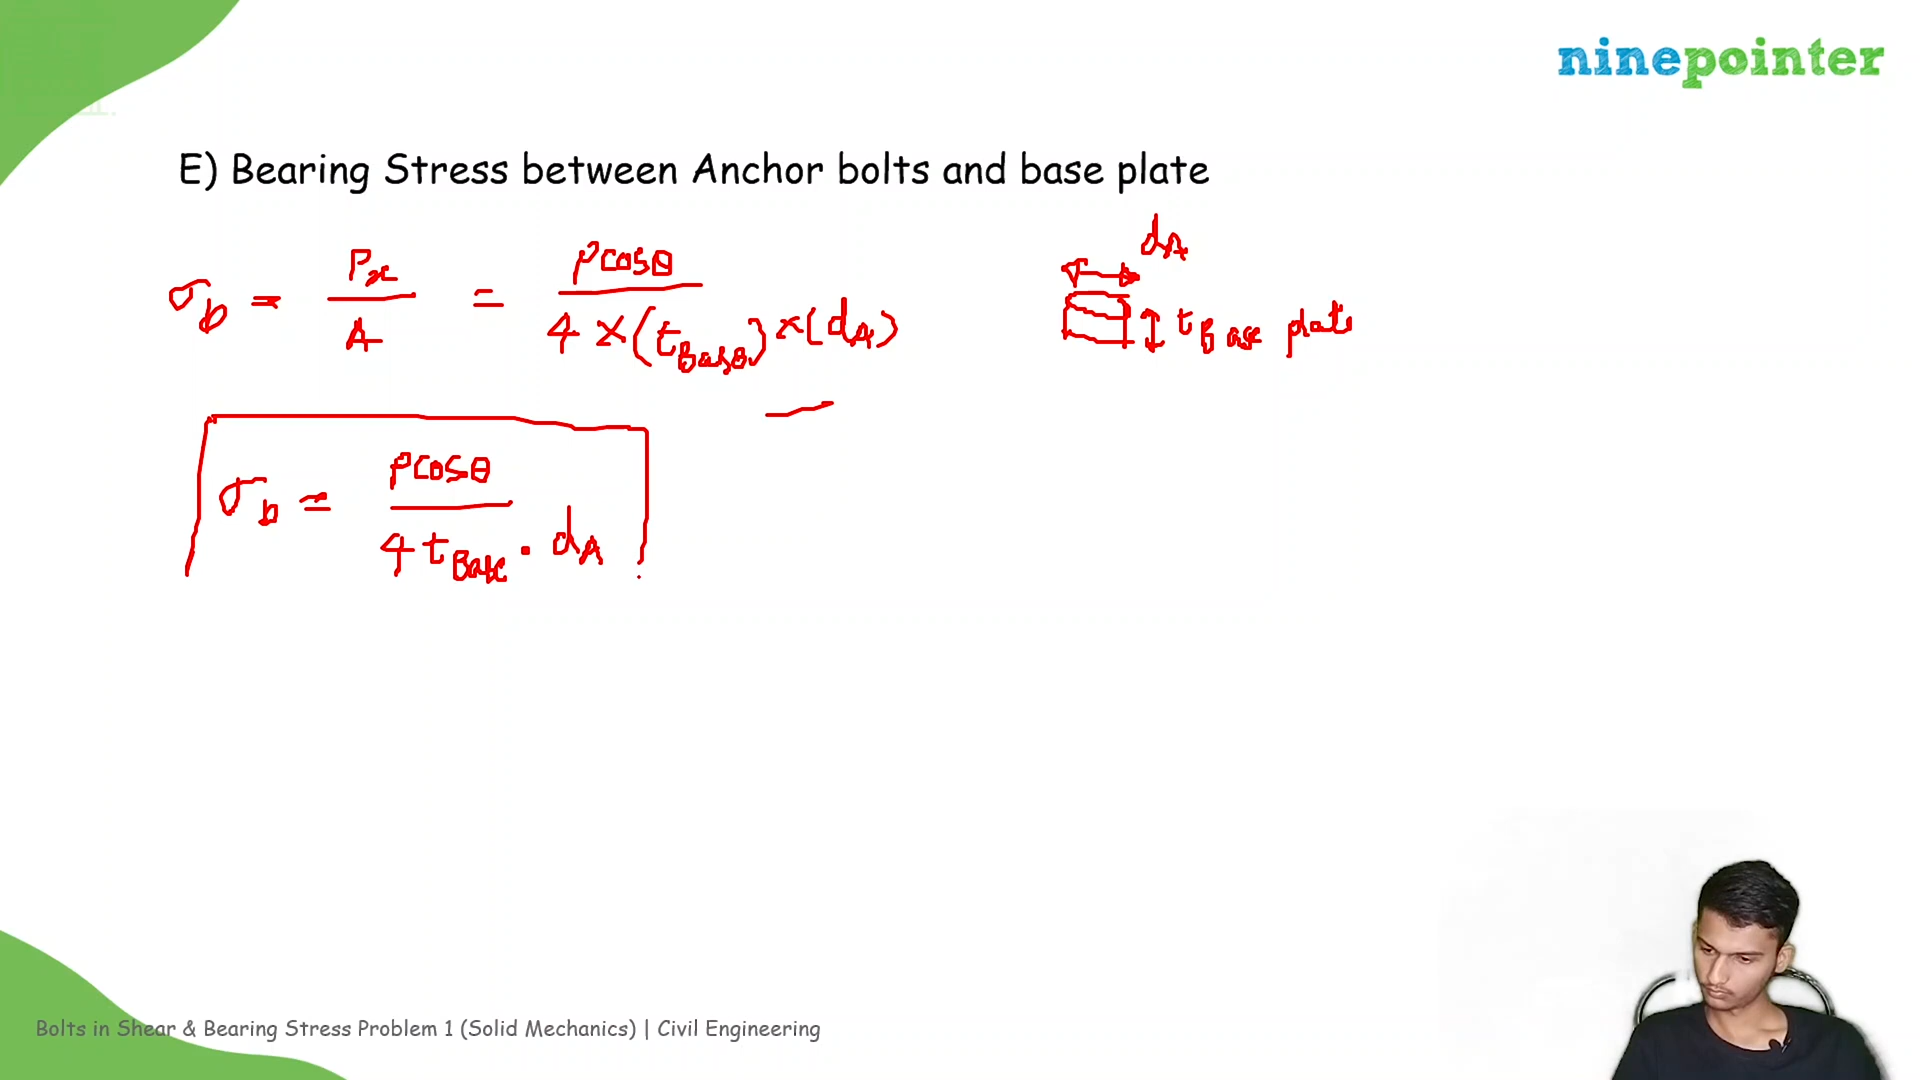 ninepointer
E) Bearing Stress between Anchor bolts and base plate
σb = Px / A = Pcosθ / 4 × (tBase) × (dA)
dA
tBase plate
σb = Pcosθ / 4 tBase . dA
Bolts in Shear & Bearing Stress Problem 1 (Solid Mechanics) | Civil Engineering